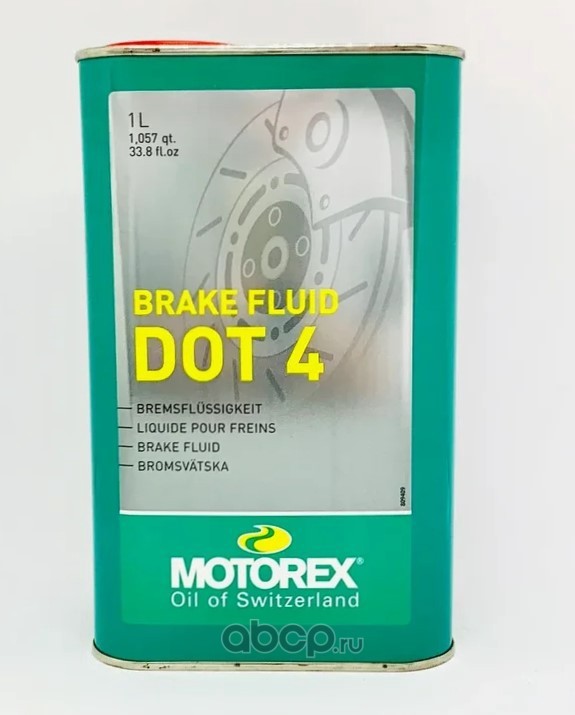 1 L
1,057 qt.
33.8 fl.oz
BRAKE FLUID
DOT 4
BREMSFLÜSSIGKEIT
LIQUIDE POUR FREINS
BRAKE FLUID
BROMSVÄTSKA
MOTOREX®
Oil of Switzerland
abcp.ru